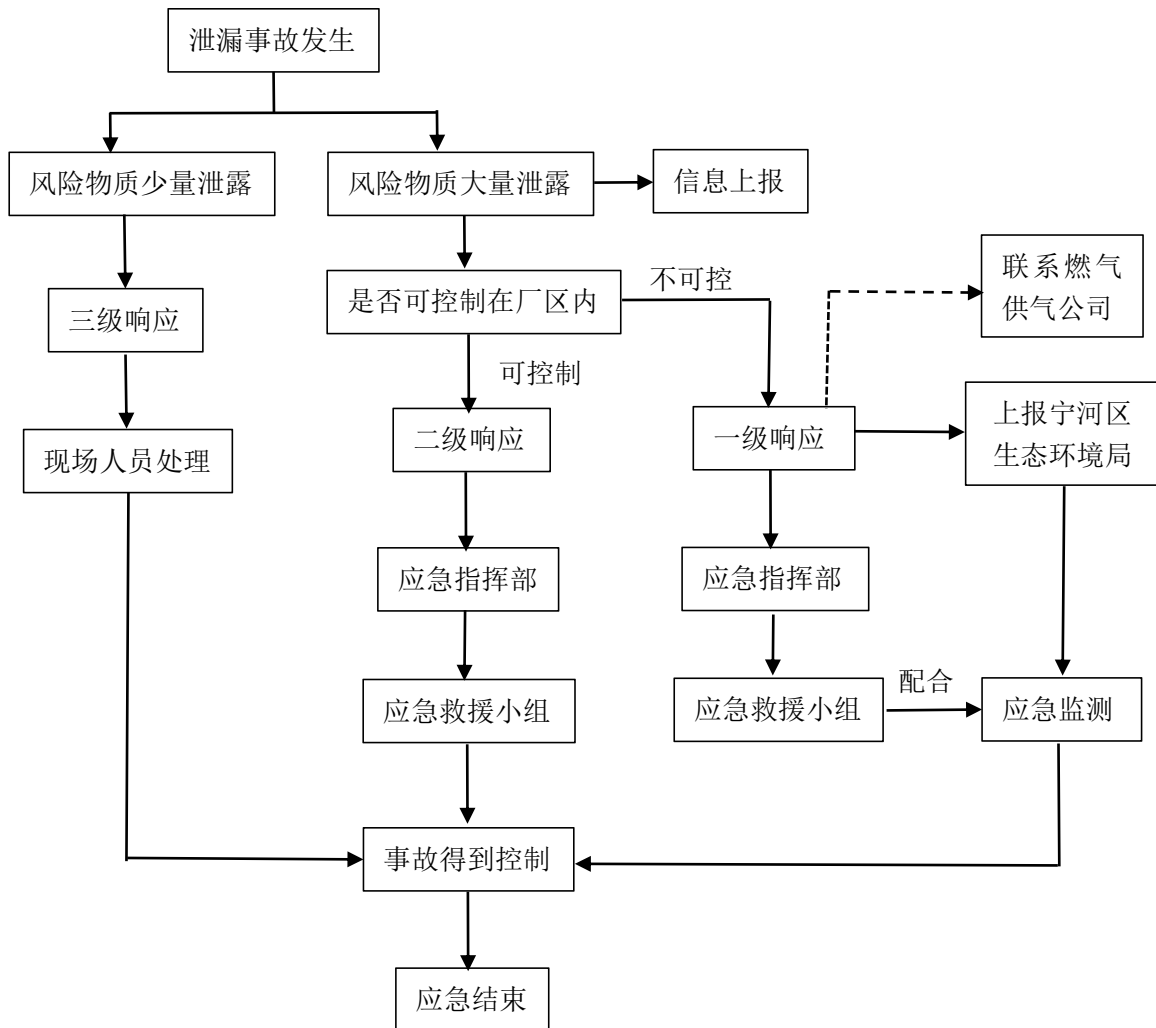 泄漏事故发生
风险物质少量泄露
风险物质大量泄露
信息上报
三级响应
是否可控制在厂区内
不可控
联系燃气
供气公司
可控制
现场人员处理
二级响应
一级响应
上报宁河区
生态环境局
应急指挥部
应急指挥部
应急救援小组
应急救援小组
配合
应急监测
事故得到控制
应急结束